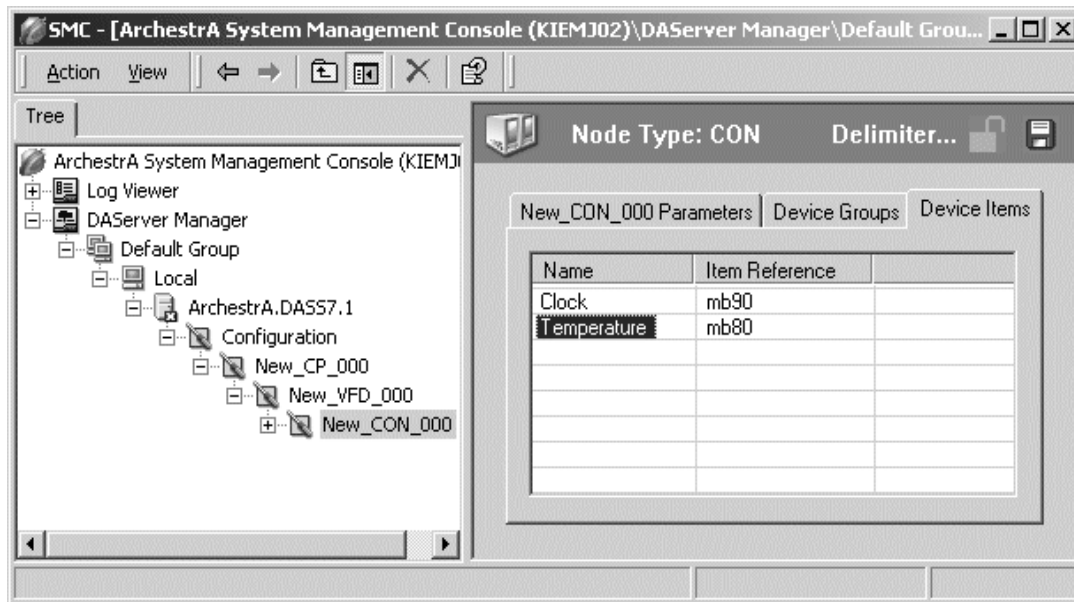 SMC - [ArchestrA System Management Console (KIEMJ02)\DAServer Manager\Default Grou...
Action View
Tree
ArchestrA System Management Console (KIEMJ
Log Viewer
DAServer Manager
Default Group
Local
ArchestrA.DASS7.1
Configuration
New_CP_000
New_VFD_000
New_CON_000
Node Type: CON Delimiter...
New_CON_000 Parameters Device Groups Device Items
Name Item Reference
Clock mb90
Temperature mb80